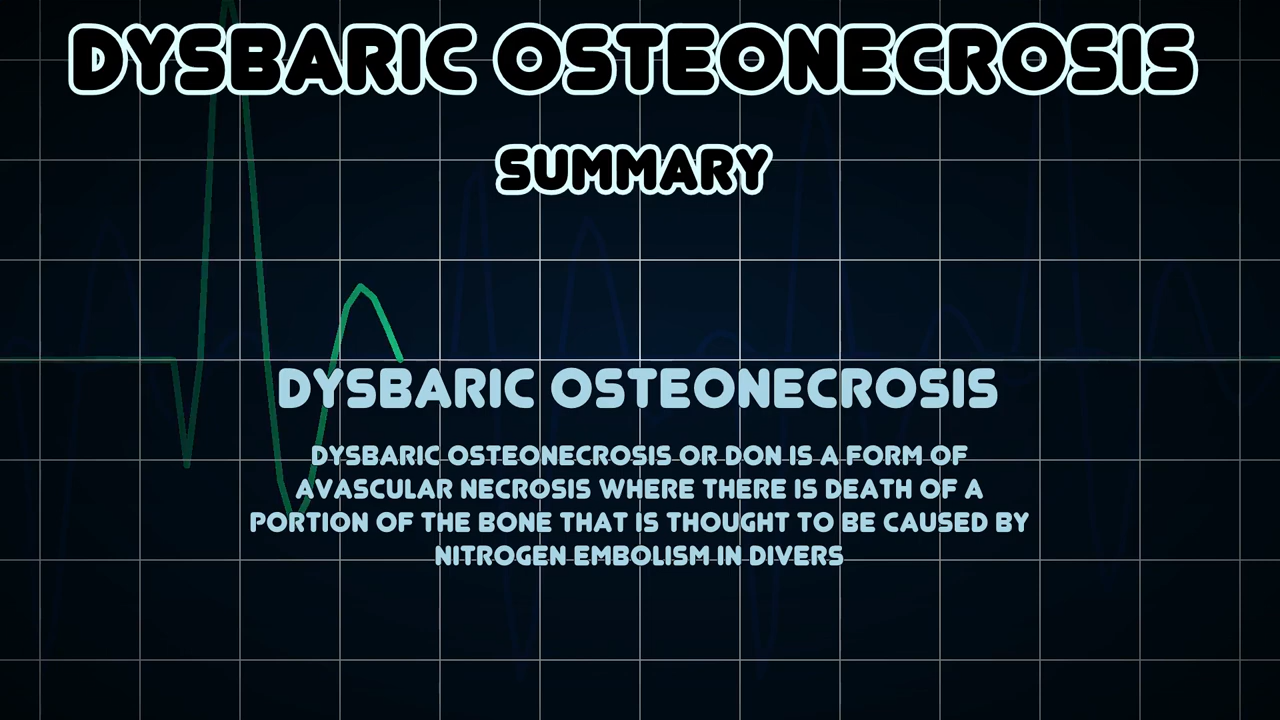 DYSBARIC OSTEONECROSIS
SUMMARY
DYSBARIC OSTEONECROSIS
DYSBARIC OSTEONECROSIS OR DON IS A FORM OF
AVASCULAR NECROSIS WHERE THERE IS DEATH OF A
PORTION OF THE BONE THAT IS THOUGHT TO BE CAUSED BY
NITROGEN EMBOLISM IN DIVERS